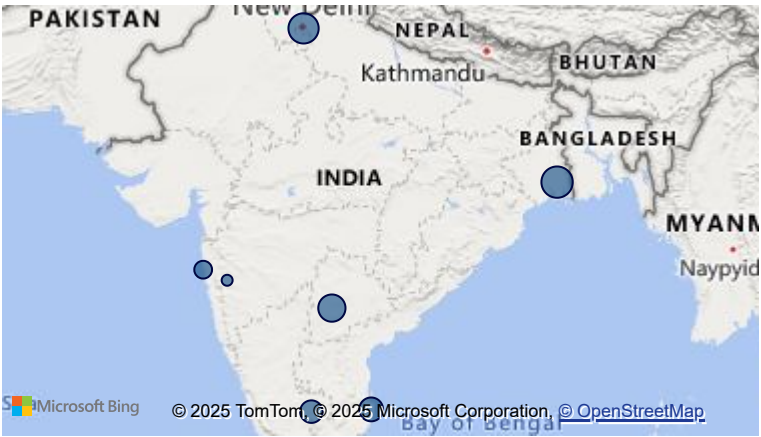 New Delhi
PAKISTAN
NEPAL
BHUTAN
Kathmandu
BANGLADESH
INDIA
MYANM
Naypyid
Microsoft Bing
© 2025 TomTom, © 2025 Microsoft Corporation, © OpenStreetMap
Bay of Bengal